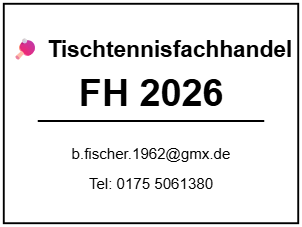 Tischtennisfachhandel
FH 2026
b.fischer.1962@gmx.de
Tel: 0175 5061380